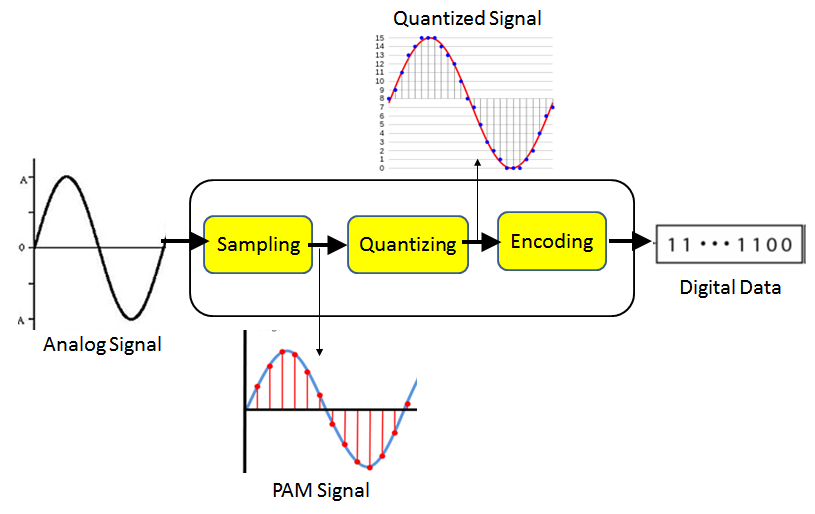 Quantized Signal
15
14
13
12
11
10
9
8
7
6
5
4
3
2
1
0
A
0
A
Sampling
Quantizing
Encoding
11•••1100
Digital Data
Analog Signal
PAM Signal